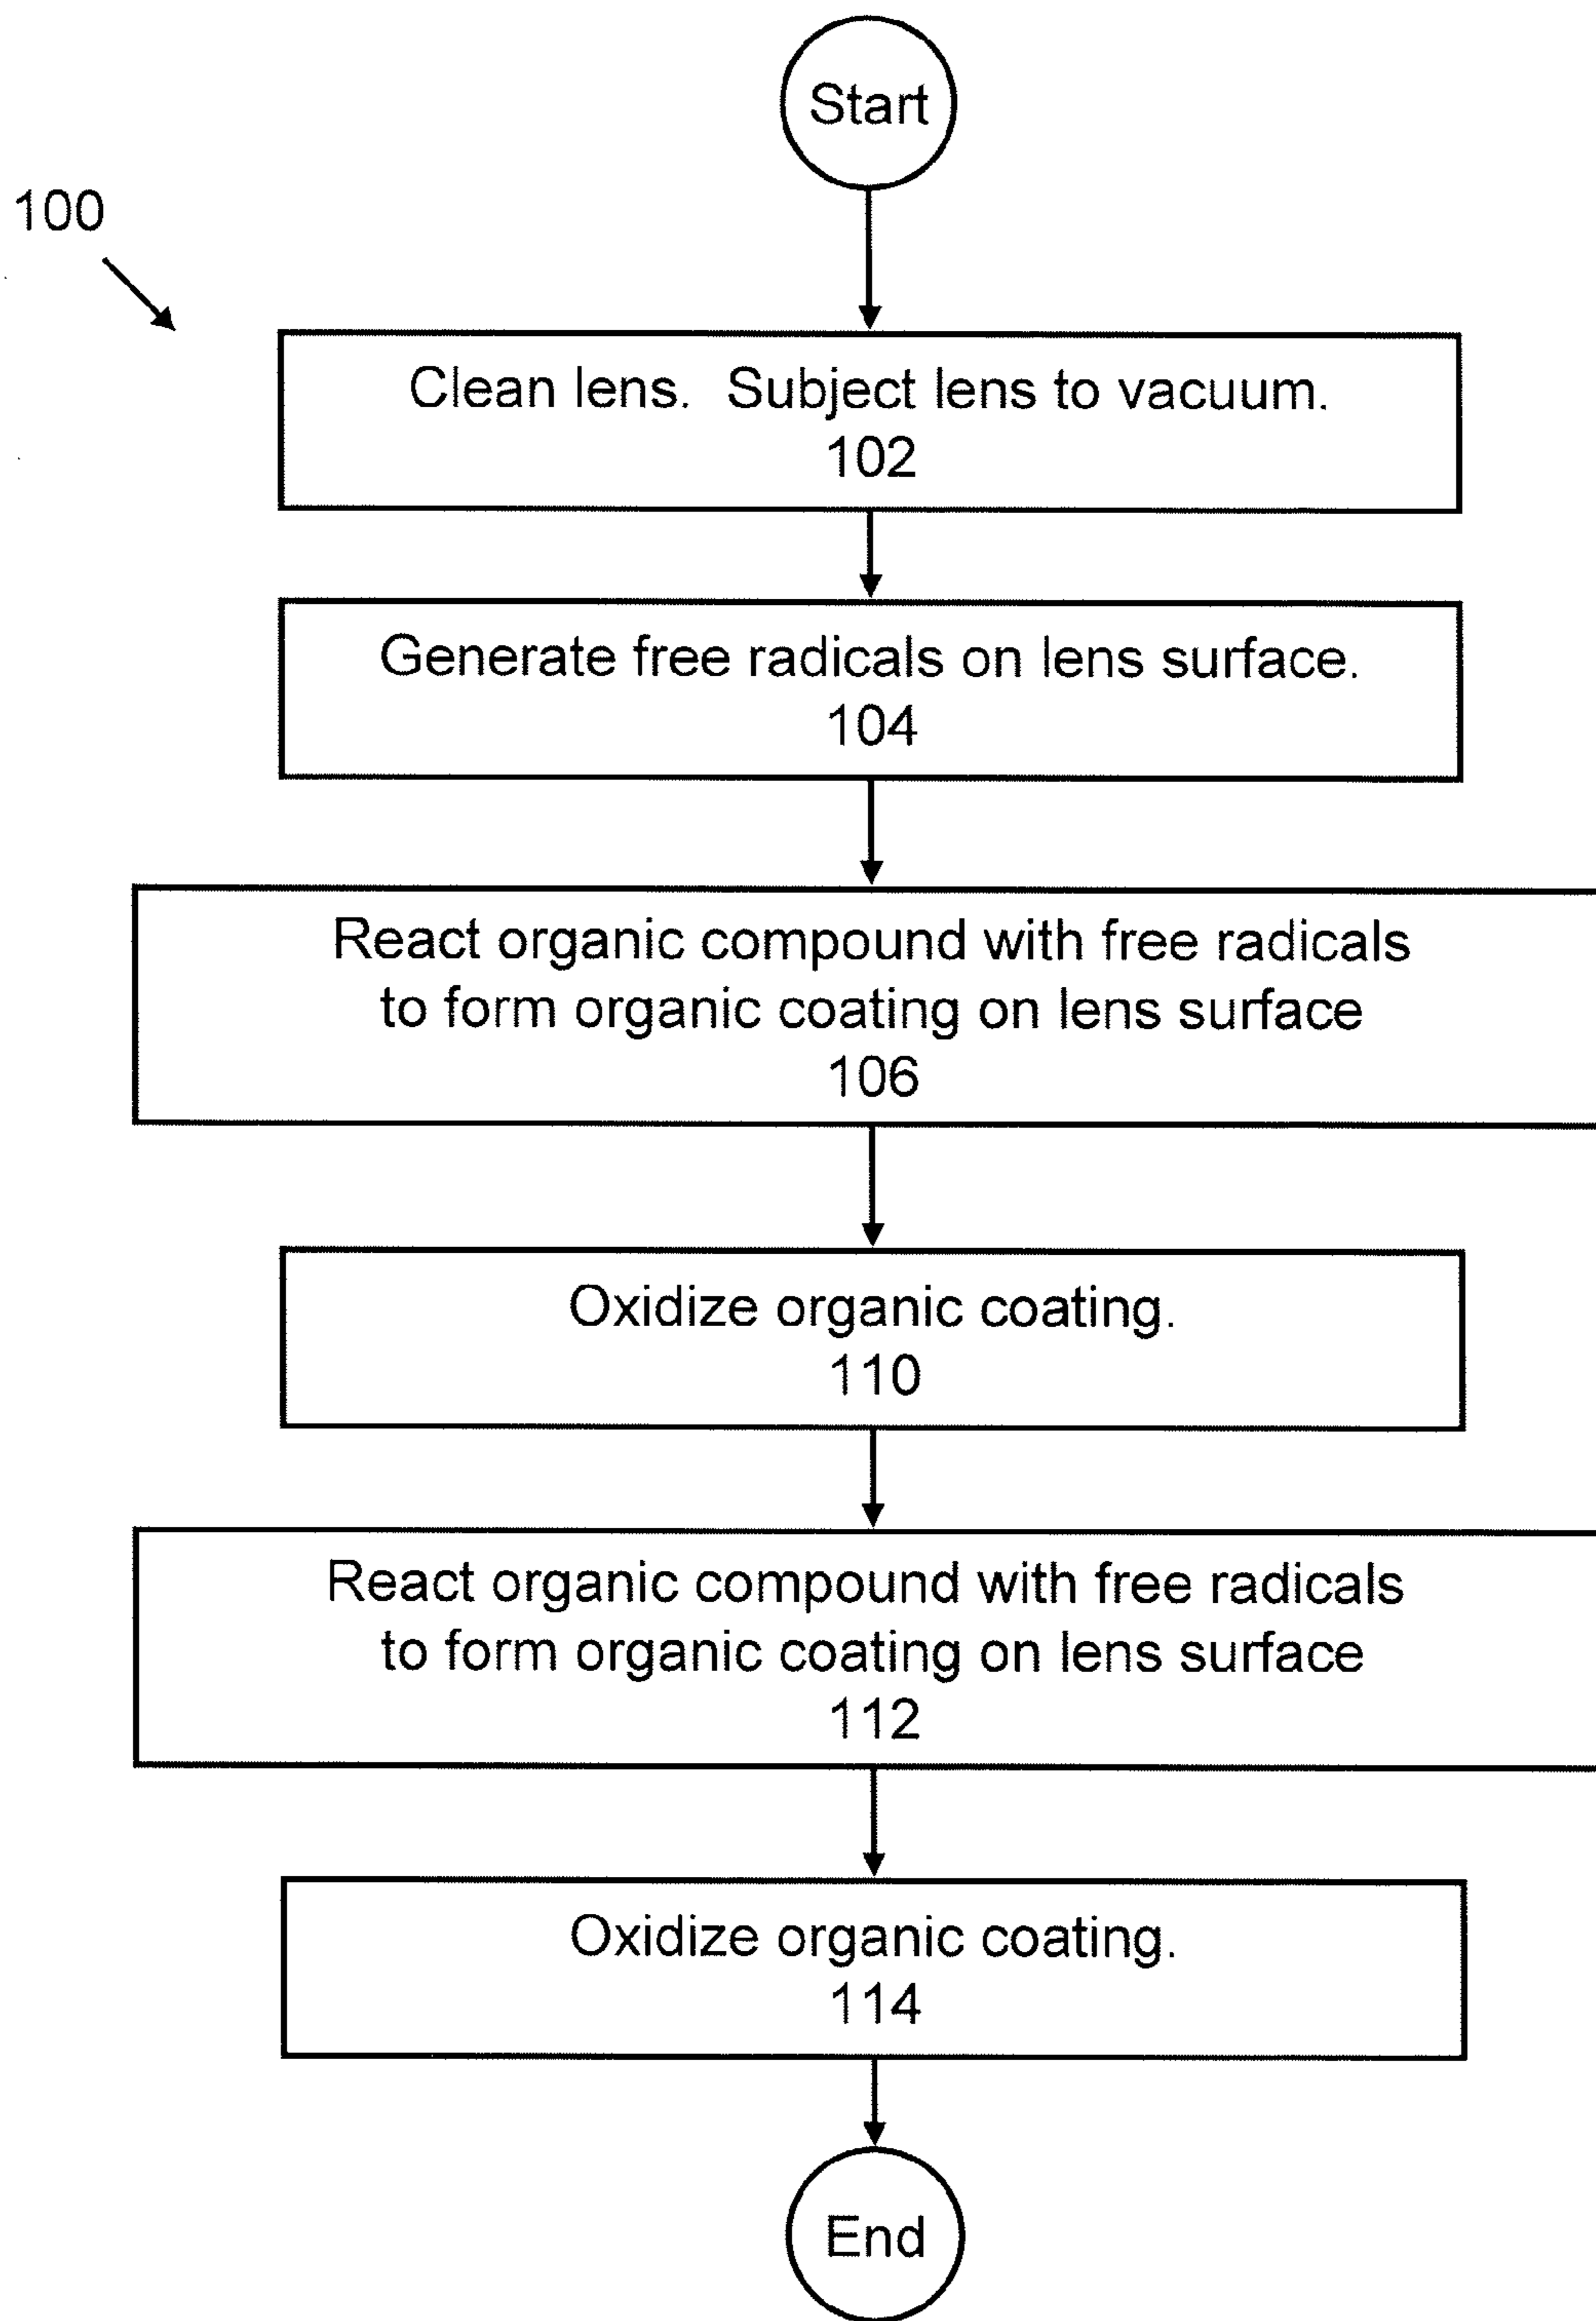 Start
100
Clean lens. Subject lens to vacuum.
102
Generate free radicals on lens surface.
104
React organic compound with free radicals
to form organic coating on lens surface
106
Oxidize organic coating.
110
React organic compound with free radicals
to form organic coating on lens surface
112
Oxidize organic coating.
114
End